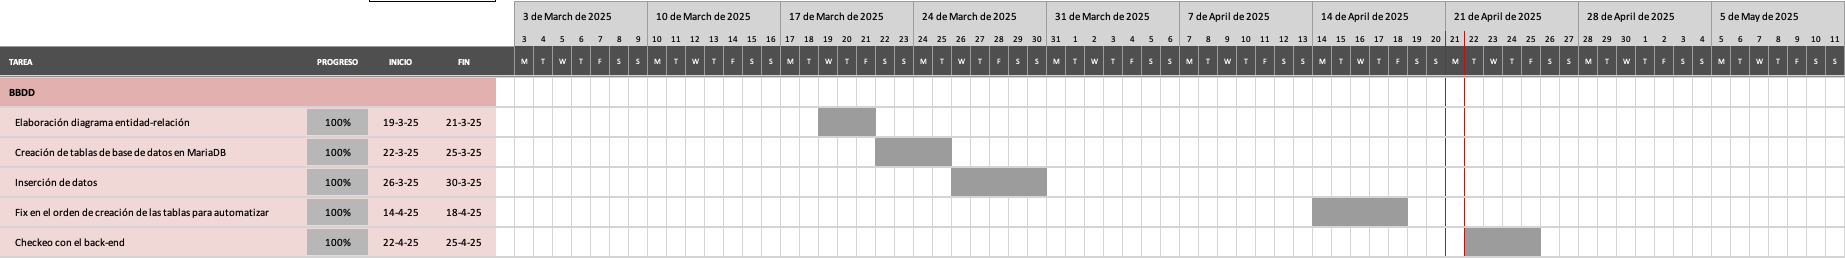 3 de March de 2025 10 de March de 2025 17 de March de 2025 24 de March de 2025 31 de March de 2025 7 de April de 2025 14 de April de 2025 21 de April de 2025 28 de April de 2025 5 de May de 2025
3 4 5 6 7 8 9 10 11 12 13 14 15 16 17 18 19 20 21 22 23 24 25 26 27 28 29 30 31 1 2 3 4 5 6 7 8 9 10 11 12 13 14 15 16 17 18 19 20 21 22 23 24 25 26 27 28 29 30 1 2 3 4 5 6 7 8 9 10 11
TAREA PROGRESO INICIO FIN M T W T F S S M T W T F S S M T W T F S S M T W T F S S M T W T F S S M T W T F S S M T W T F S S M T W T F S S M T W T F S S M T W T F S S
BBDD
Elaboración diagrama entidad-relación 100% 19-3-25 21-3-25
Creación de tablas de base de datos en MariaDB 100% 22-3-25 25-3-25
Inserción de datos 100% 26-3-25 30-3-25
Fix en el orden de creación de las tablas para automatizar 100% 14-4-25 18-4-25
Checkeo con el back-end 100% 22-4-25 25-4-25